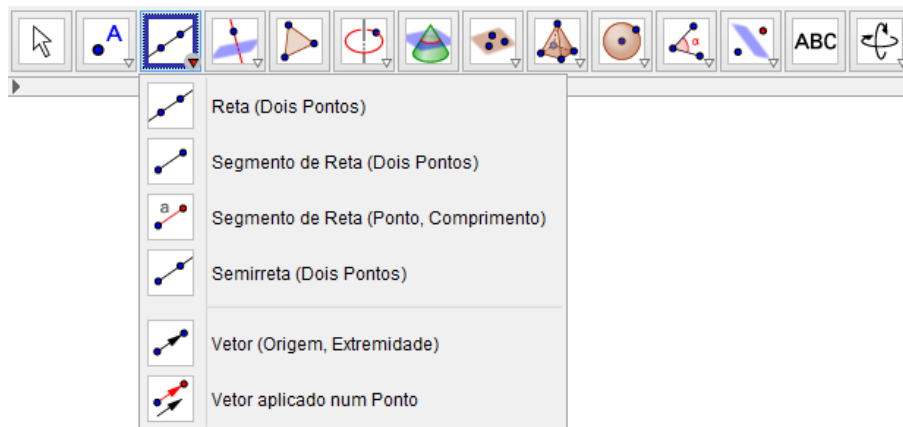 A
α
ABC
Reta (Dois Pontos)
Segmento de Reta (Dois Pontos)
a
Segmento de Reta (Ponto, Comprimento)
Semirreta (Dois Pontos)
Vetor (Origem, Extremidade)
Vetor aplicado num Ponto